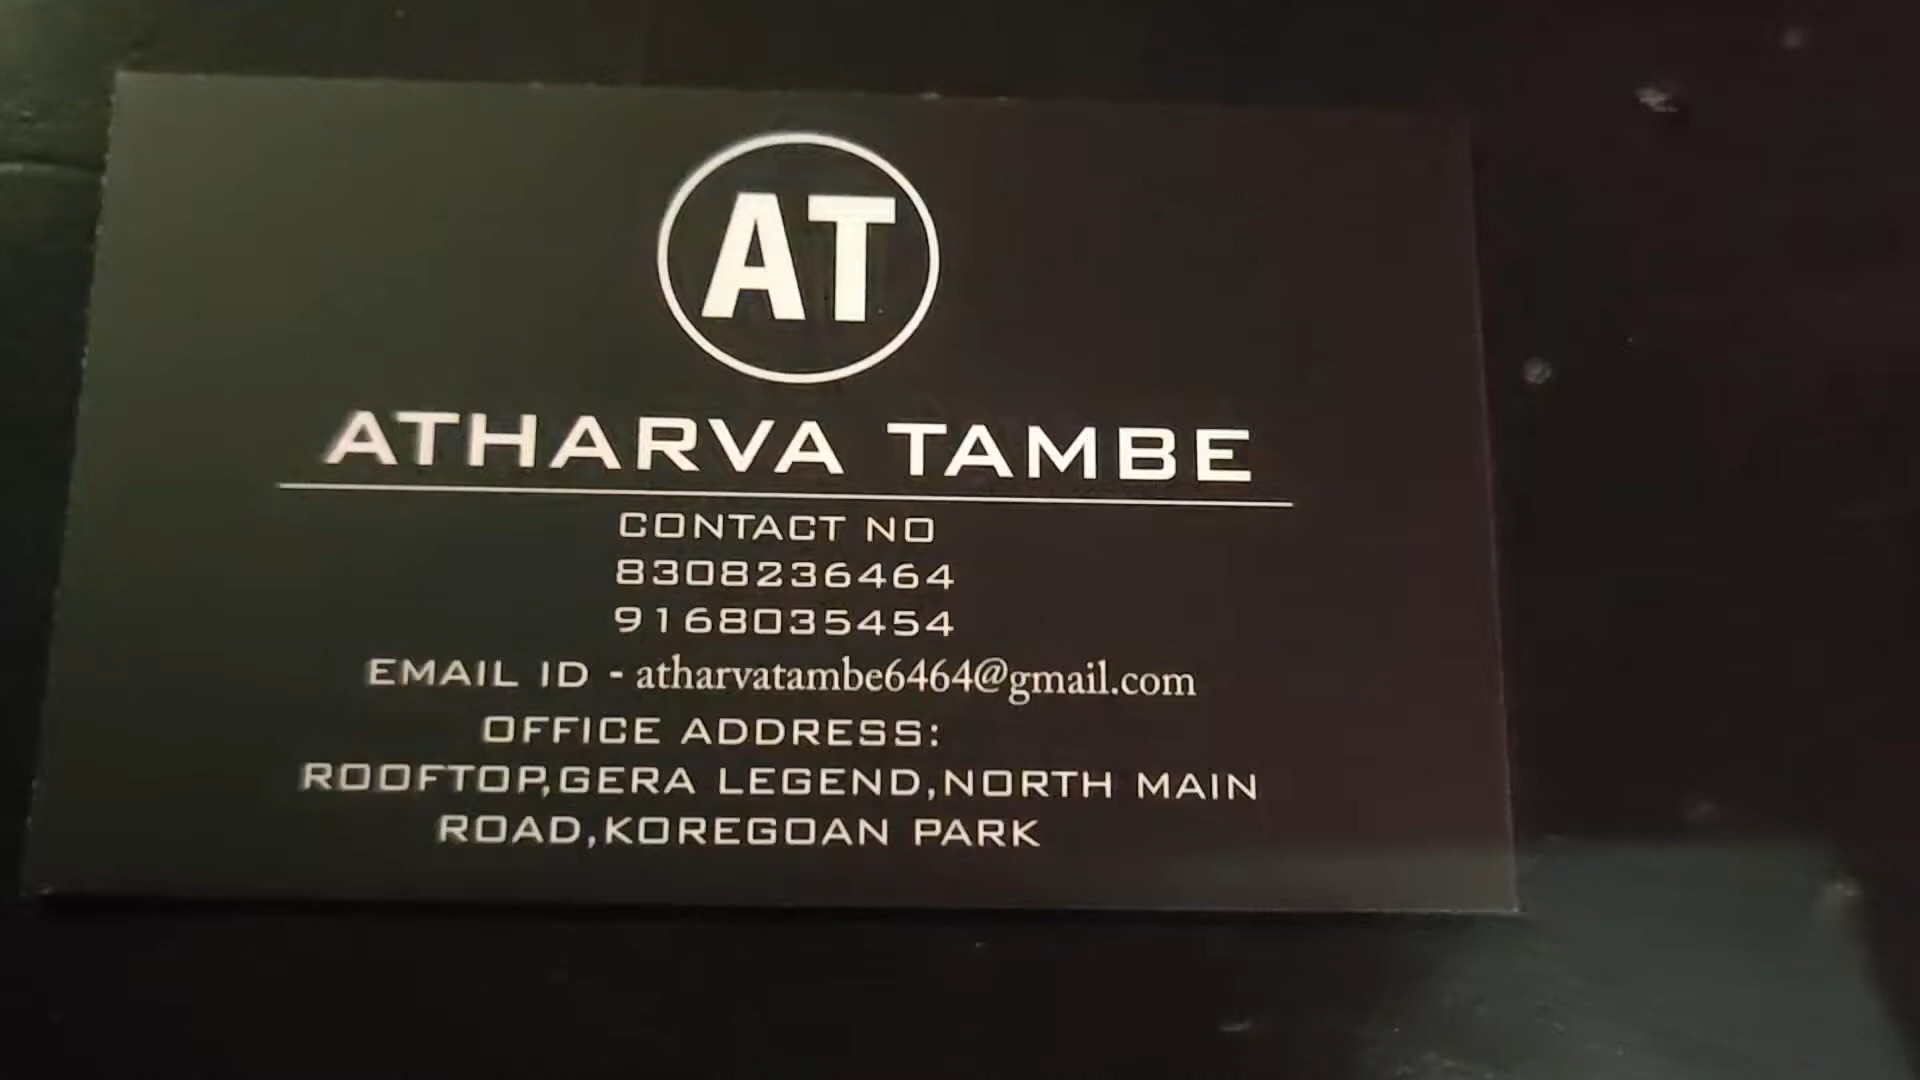 AT
ATHARVA TAMBE
CONTACT NO
8308236464
9168035454
EMAIL ID - atharvatambe6464@gmail.com
OFFICE ADDRESS:
ROOFTOP,GERA LEGEND,NORTH MAIN
ROAD,KOREGOAN PARK